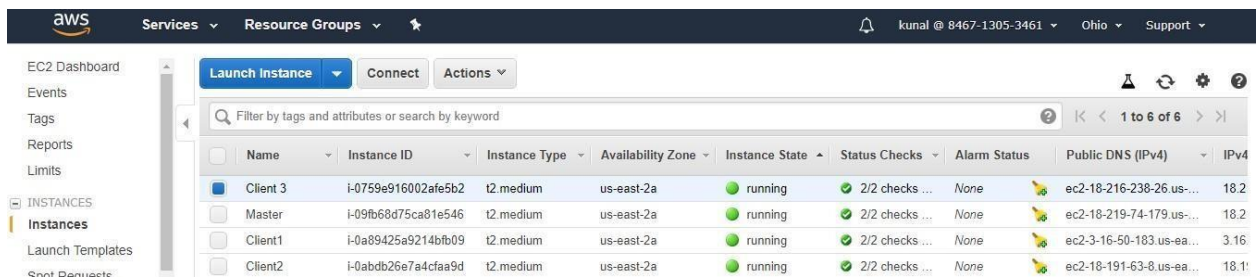 aws Services Resource Groups kunal @ 8467-1305-3461 Ohio Support
EC2 Dashboard
Events
Tags
Reports
Limits
INSTANCES
Instances
Launch Templates
Spot Requests
Launch Instance Connect Actions
Filter by tags and attributes or search by keyword 1 to 6 of 6
Name Instance ID Instance Type Availability Zone Instance State Status Checks Alarm Status Public DNS (IPv4) IPv4
Client 3 i-0759e916002afe5b2 t2.medium us-east-2a running 2/2 checks ... None ec2-18-216-238-26.us-... 18.2
Master i-09fb68d75ca81e546 t2.medium us-east-2a running 2/2 checks ... None ec2-18-219-74-179.us-... 18.2
Client1 i-0a89425a9214bfb09 t2.medium us-east-2a running 2/2 checks ... None ec2-3-16-50-183.us-ea... 3.16
Client2 i-0abdb26e7a4cfaa9d t2.medium us-east-2a running 2/2 checks ... None ec2-18-191-63-8.us-ea...